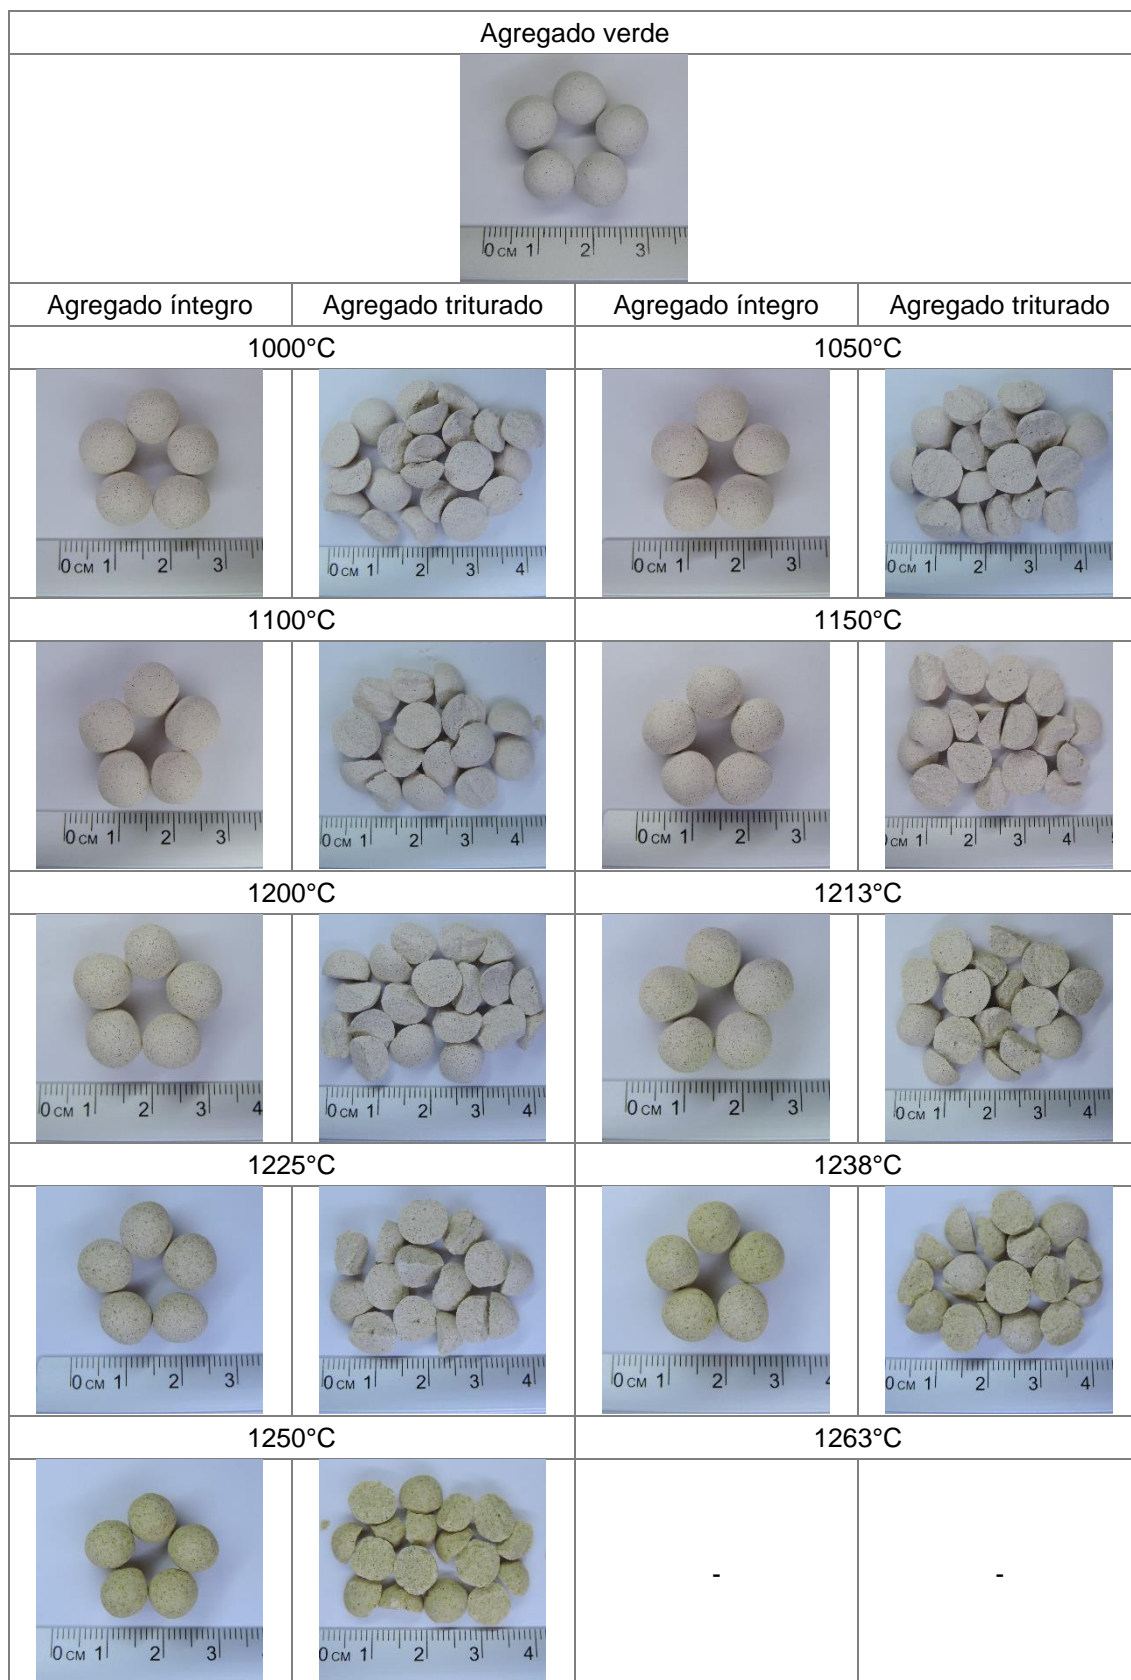 Agregado verde
0 CM 1 2 3
Agregado íntegro Agregado triturado Agregado íntegro Agregado triturado
1000°C 1050°C
0 CM 1 2 3 0 CM 1 2 3 4 0 CM 1 2 3 0 CM 1 2 3 4
1100°C 1150°C
0 CM 1 2 3 0 CM 1 2 3 4 0 CM 1 2 3 CM 1 2 3 4
1200°C 1213°C
0 CM 1 2 3 4 0 CM 1 2 3 4 0 CM 1 2 3 0 CM 1 2 3 4
1225°C 1238°C
0 CM 1 2 3 0 CM 1 2 3 4 0 CM 1 2 3 4 0 CM 1 2 3 4
1250°C 1263°C
0 CM 1 2 3 0 CM 1 2 3 4 - -